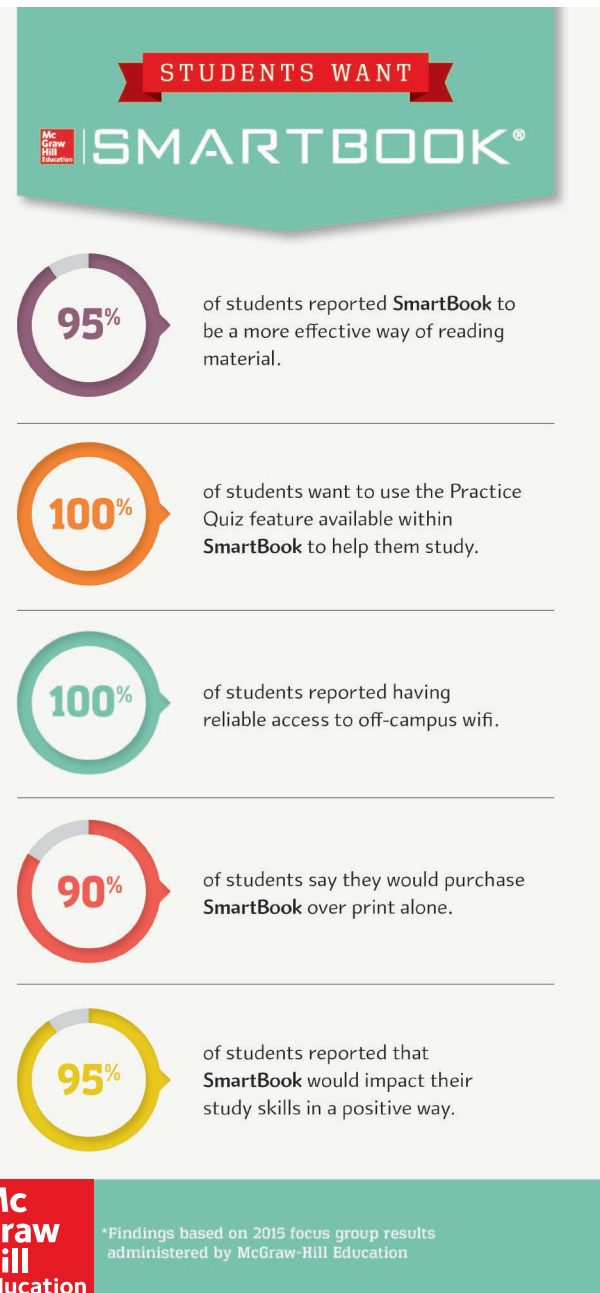 STUDENTS WANT
Mc
Graw
Hill
Education
SMARTBOOK®
95%
of students reported SmartBook to
be a more effective way of reading
material.
100%
of students want to use the Practice
Quiz feature available within
SmartBook to help them study.
100%
of students reported having
reliable access to off-campus wifi.
90%
of students say they would purchase
SmartBook over print alone.
95%
of students reported that
SmartBook would impact their
study skills in a positive way.
Mc
raw
ill
ducation
*Findings based on 2015 focus group results
administered by McGraw-Hill Education